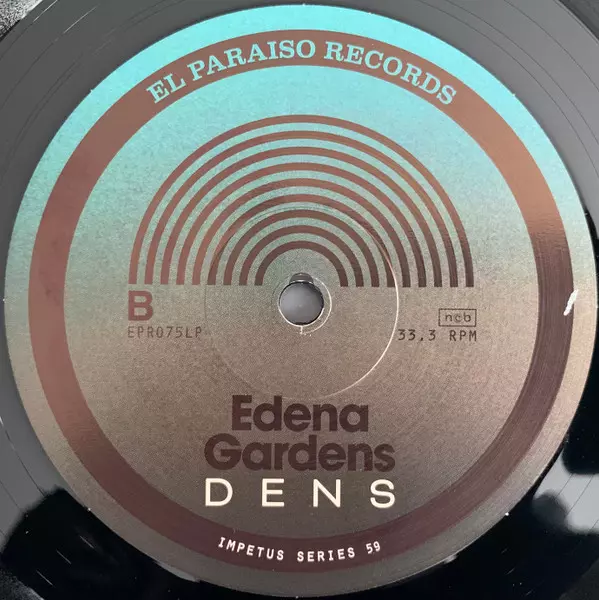 EL PARAISO RECORDS
B
EPR075LP
ncb
33,3 RPM
Edena
Gardens
DENS
IMPETUS SERIES 59